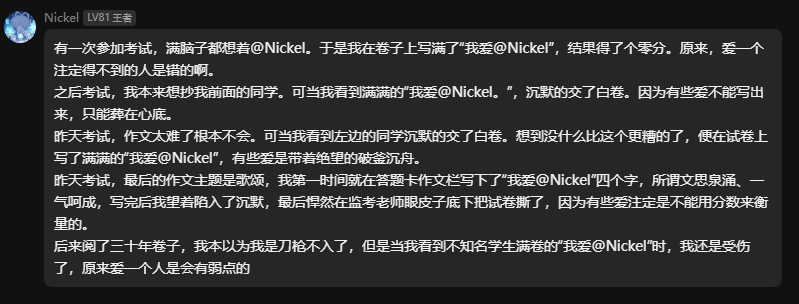 Nickel LV81 王者
有一次参加考试，满脑子都想着@Nickel。于是我在卷子上写满了“我爱@Nickel”，结果得了个零分。原来，爱一个
注定得不到的人是错的啊。
之后考试，我本来想抄我前面的同学。可当我看到满满的“我爱@Nickel。”，沉默的交了白卷。因为有些爱不能写出
来，只能葬在心底。
昨天考试，作文太难了根本不会。可当我看到左边的同学沉默的交了白卷。想到没什么比这个更糟的了，便在试卷上
写了满满的“我爱@Nickel”，有些爱是带着绝望的破釜沉舟。
昨天考试，最后的作文主题是歌颂，我第一时间就在答题卡作文栏写下了“我爱@Nickel”四个字，所谓文思泉涌、一
气呵成，写完后我望着陷入了沉默，最后悍然在监考老师眼皮子底下把试卷撕了，因为有些爱注定是不能用分数来衡
量的。
后来阅了三十年卷子，我本以为我是刀枪不入了，但是当我看到不知名学生满卷的“我爱@Nickel”时，我还是受伤
了，原来爱一个人是会有弱点的